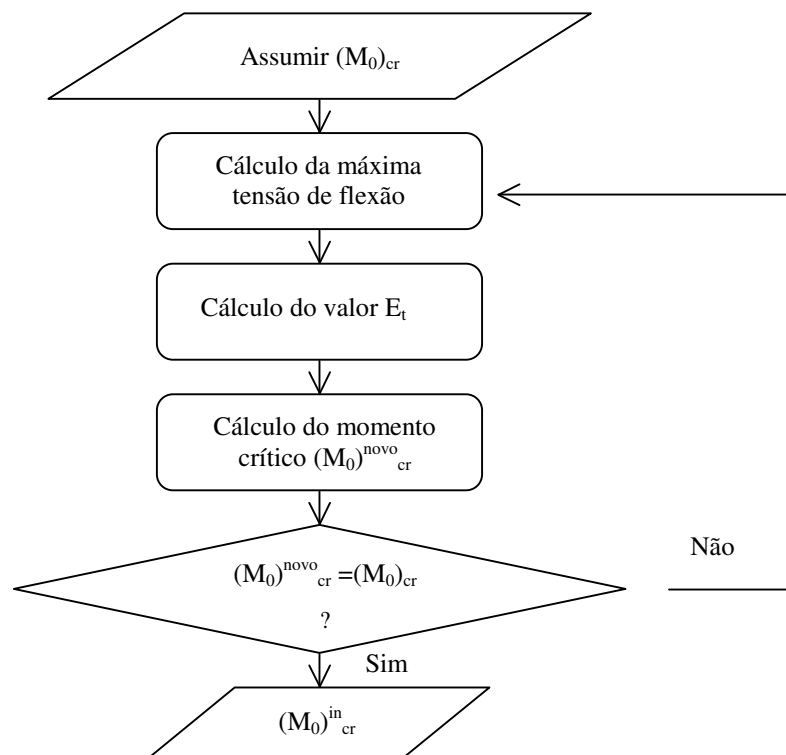 Assumir (M₀)cr
Cálculo da máxima
tensão de flexão
Cálculo do valor Eₜ
Cálculo do momento
crítico (M₀)ⁿᵒᵛᵒcr
Não
(M₀)ⁿᵒᵛᵒcr =(M₀)cr
?
Sim
(M₀)ⁱⁿcr